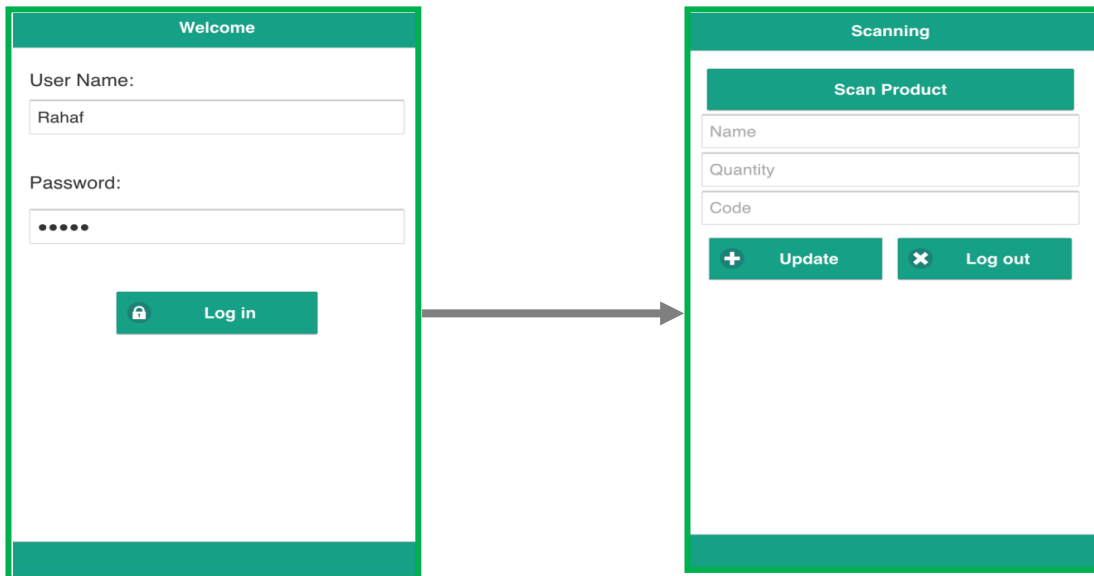 Welcome
User Name:
Rahaf
Password:
•••••
Log in
Scanning
Scan Product
Name
Quantity
Code
Update
Log out